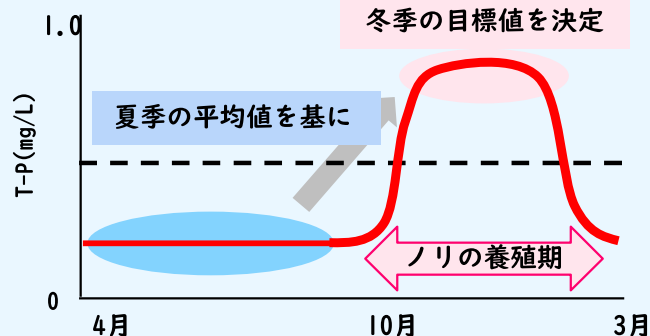 冬季の目標値を決定
1.0
夏季の平均値を基に
T-P(mg/L)
ノリの養殖期
0
4月
10月
3月